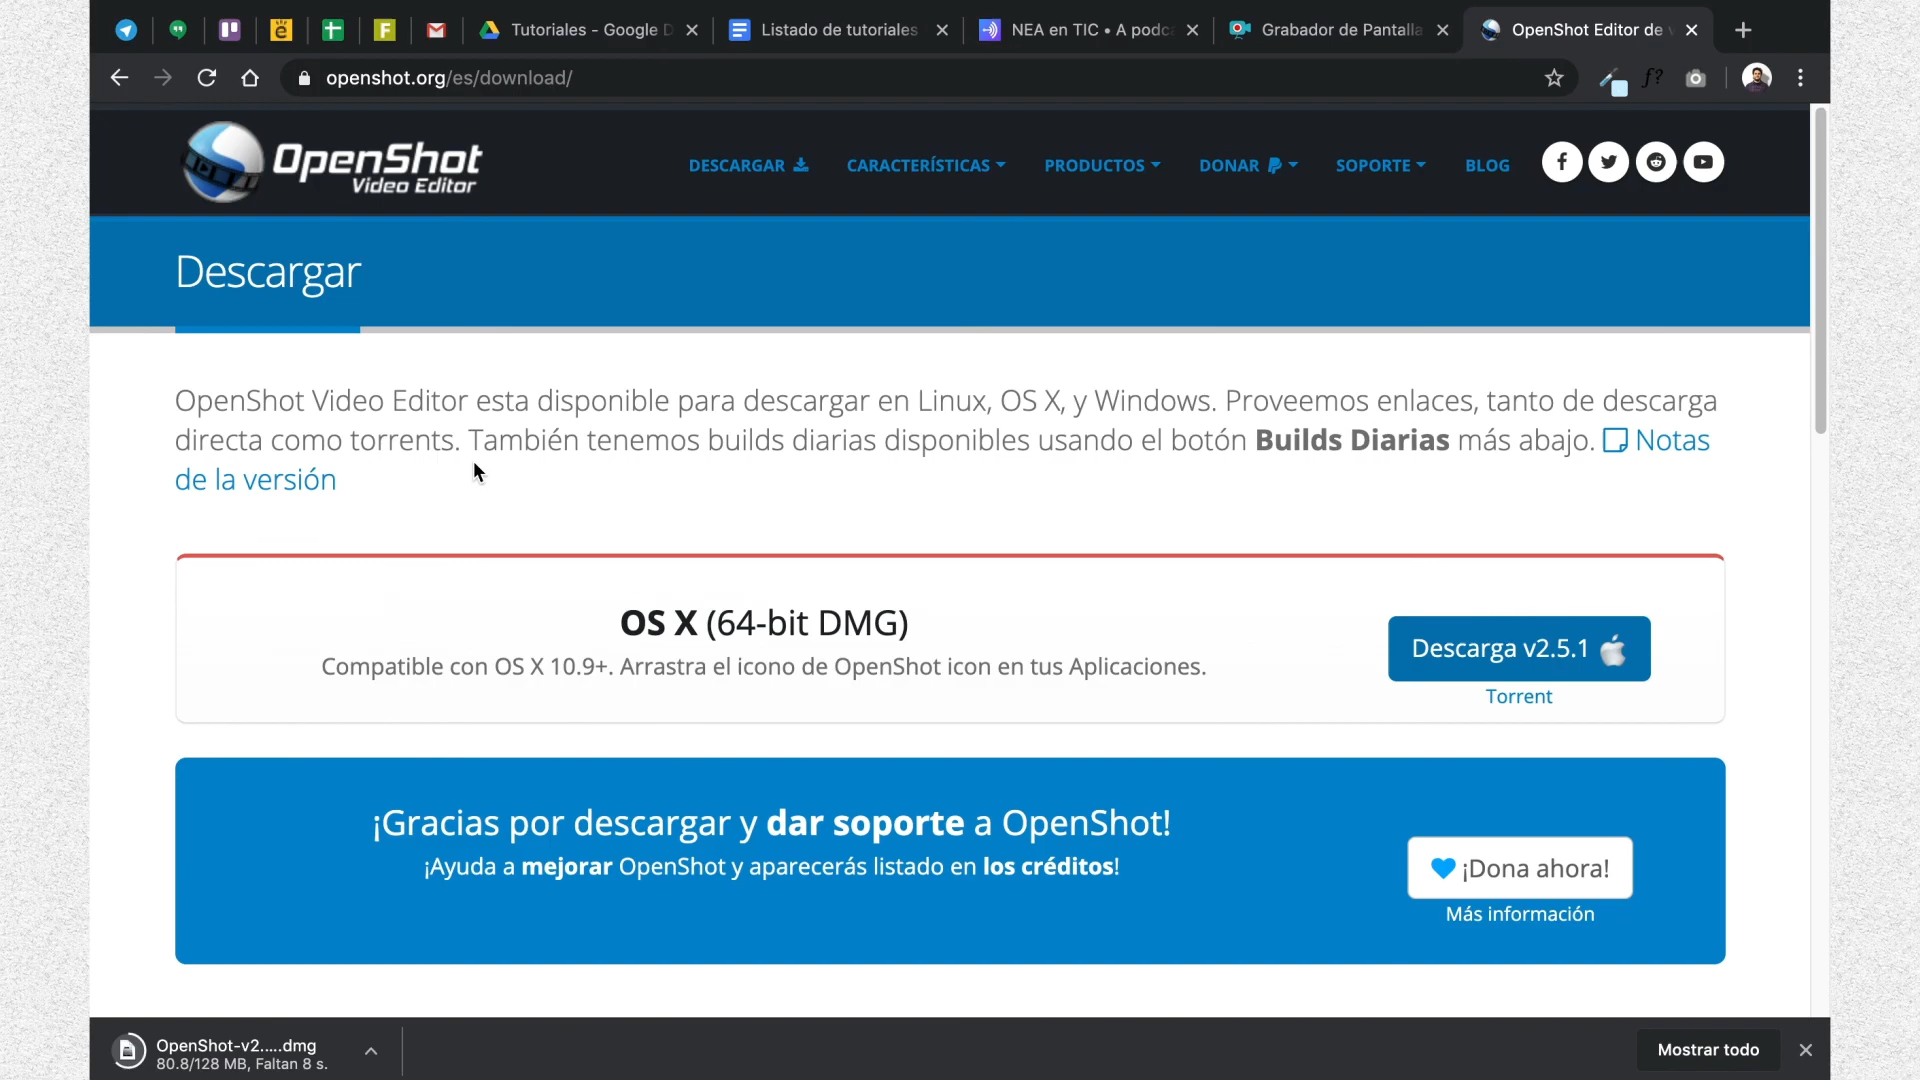 Tutoriales - Google D
Listado de tutoriales
NEA en TIC • A podc
Grabador de Pantalla
OpenShot Editor de v
openshot.org/es/download/
f?
OpenShot
Video Editor
DESCARGAR
CARACTERÍSTICAS
PRODUCTOS
DONAR
SOPORTE
BLOG
Descargar
OpenShot Video Editor esta disponible para descargar en Linux, OS X, y Windows. Proveemos enlaces, tanto de descarga
directa como torrents. También tenemos builds diarias disponibles usando el botón Builds Diarias más abajo. Notas
de la versión
OS X (64-bit DMG)
Compatible con OS X 10.9+. Arrastra el icono de OpenShot icon en tus Aplicaciones.
Descarga v2.5.1
Torrent
¡Gracias por descargar y dar soporte a OpenShot!
¡Ayuda a mejorar OpenShot y aparecerás listado en los créditos!
¡Dona ahora!
Más información
OpenShot-v2.....dmg
80.8/128 MB, Faltan 8 s.
Mostrar todo